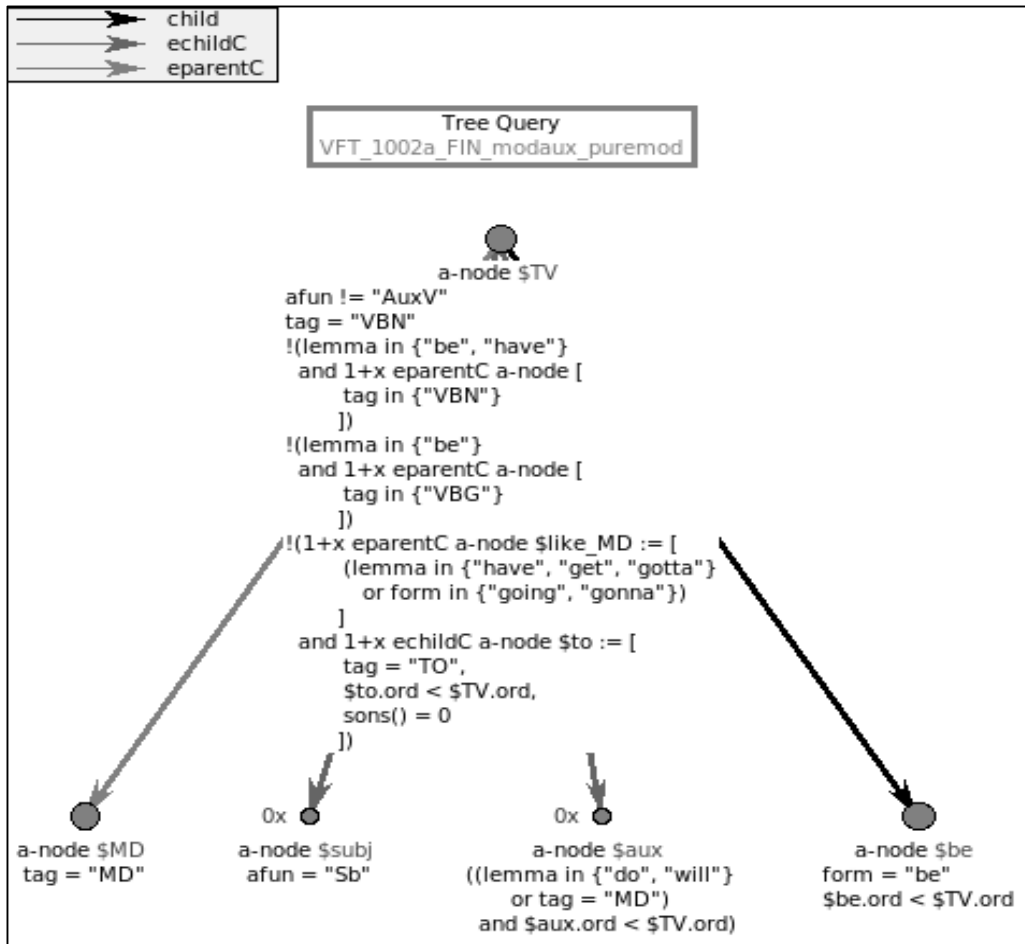 child
echildC
eparentC
Tree Query
VFT_1002a_FIN_modaux_puremod
a-node $TV
afun != "AuxV"
tag = "VBN"
!(lemma in {"be", "have"}
and 1+x eparentC a-node [
tag in {"VBN"}
])
!(lemma in {"be"}
and 1+x eparentC a-node [
tag in {"VBG"}
])
!(1+x eparentC a-node $like_MD := [
(lemma in {"have", "get", "gotta"}
or form in {"going", "gonna"})
]
and 1+x echildC a-node $to := [
tag = "TO",
$to.ord < $TV.ord,
sons() = 0
])
a-node $MD
tag = "MD"
0x
a-node $subj
afun = "Sb"
0x
a-node $aux
((lemma in {"do", "will"}
or tag = "MD")
and $aux.ord < $TV.ord)
a-node $be
form = "be"
$be.ord < $TV.ord